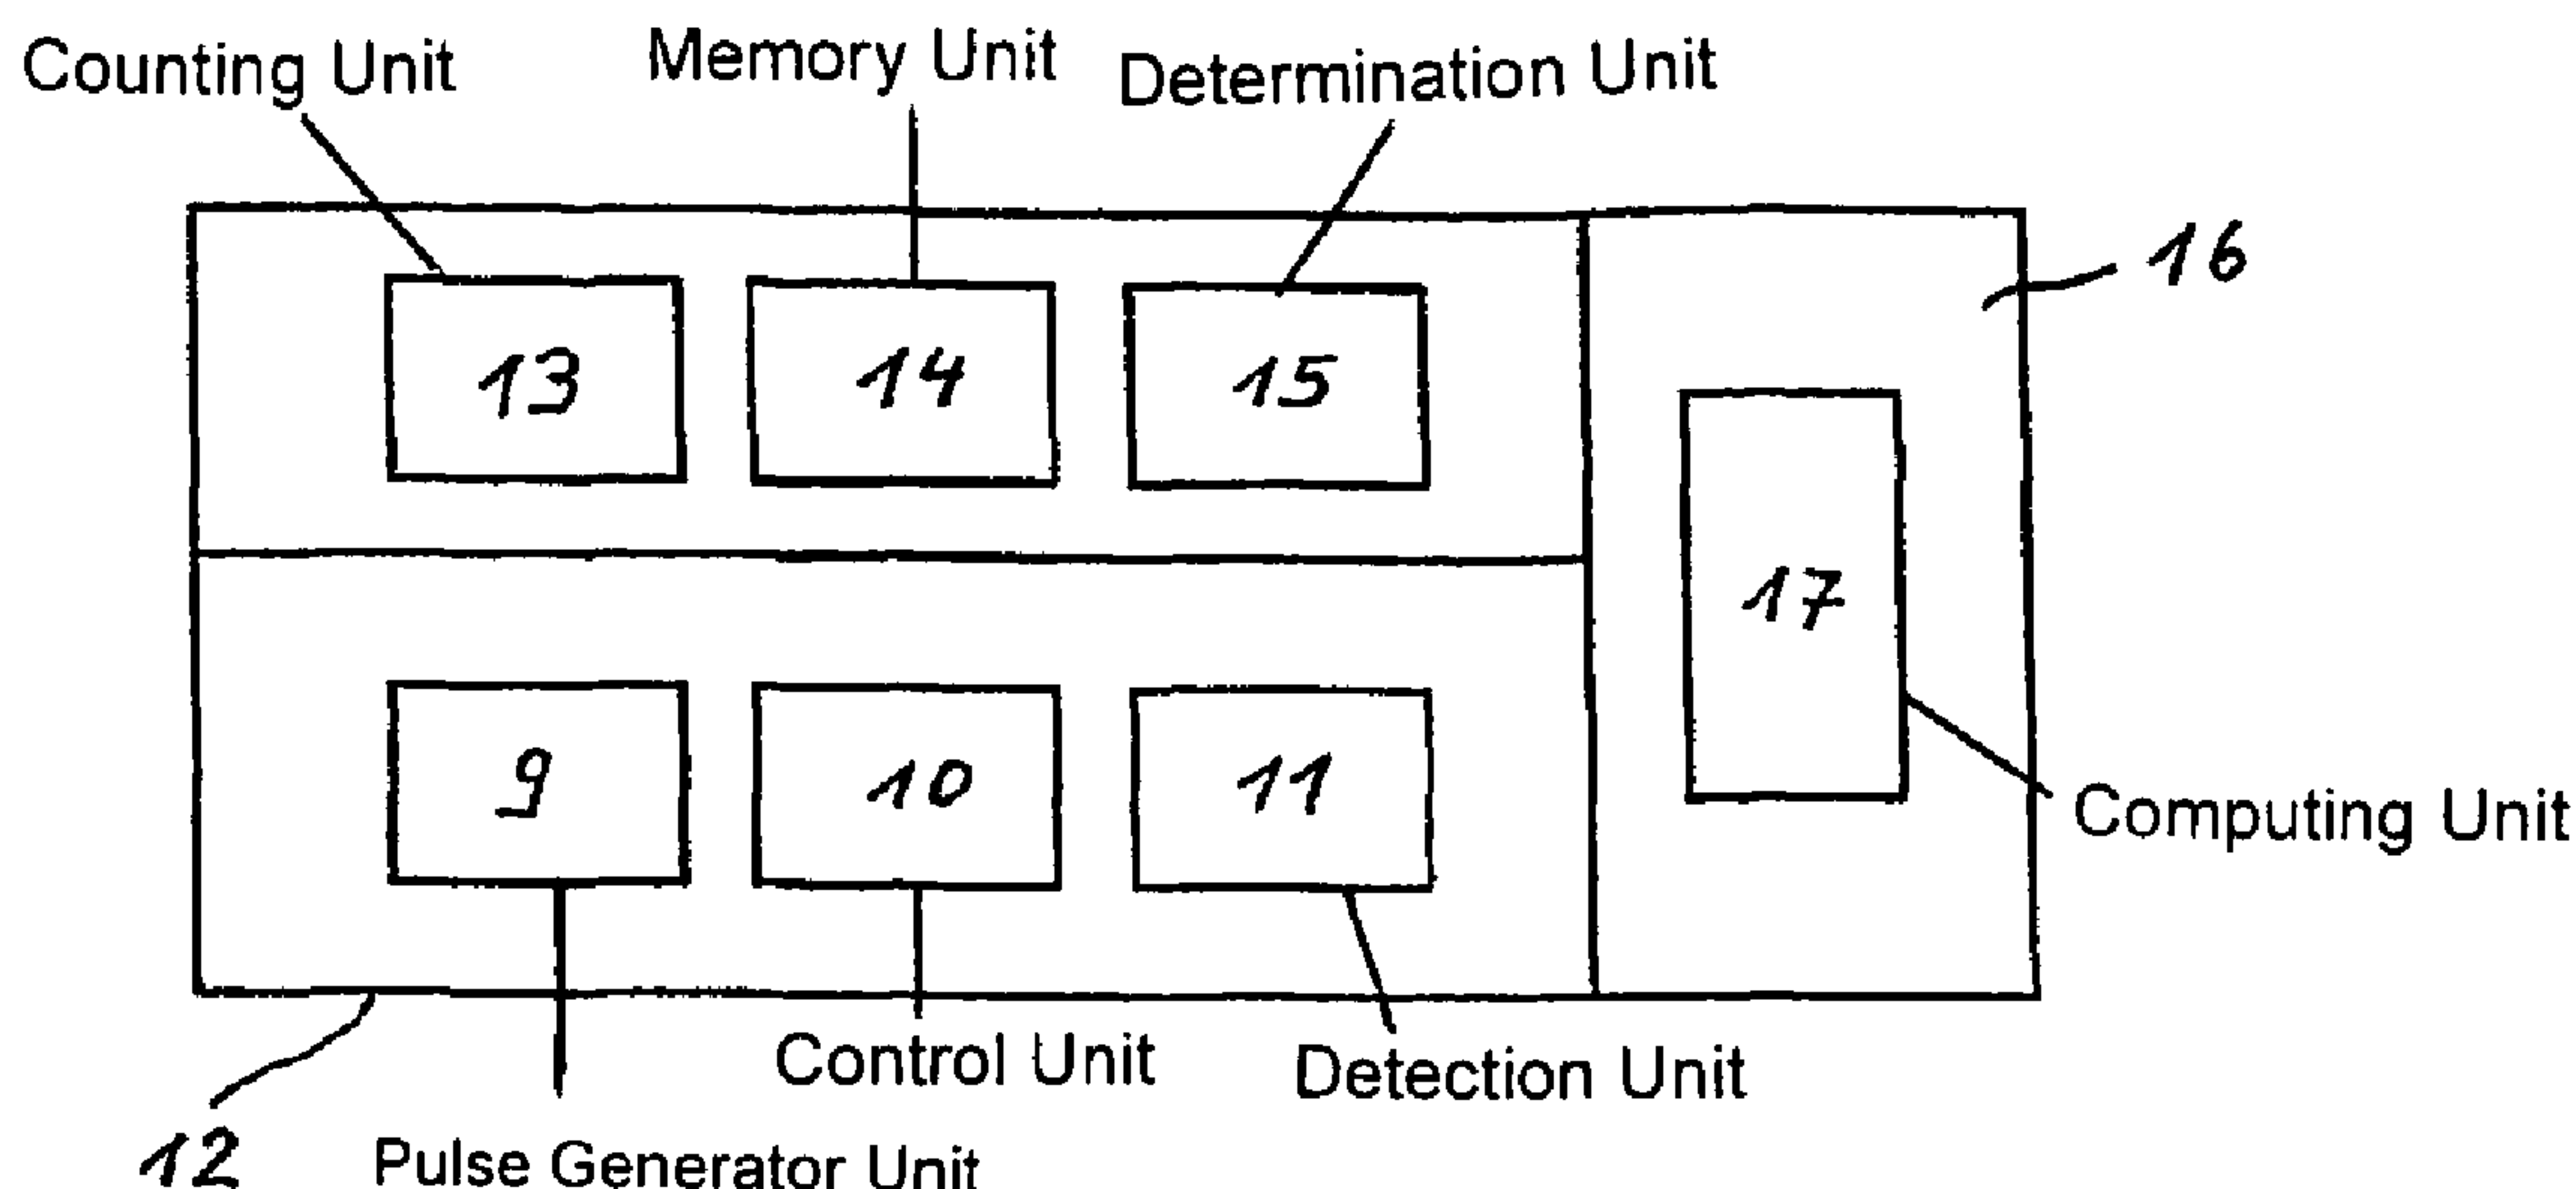 Counting Unit
Memory Unit
Determination Unit
16
13
14
15
17
9
10
11
Computing Unit
Control Unit
Detection Unit
12
Pulse Generator Unit